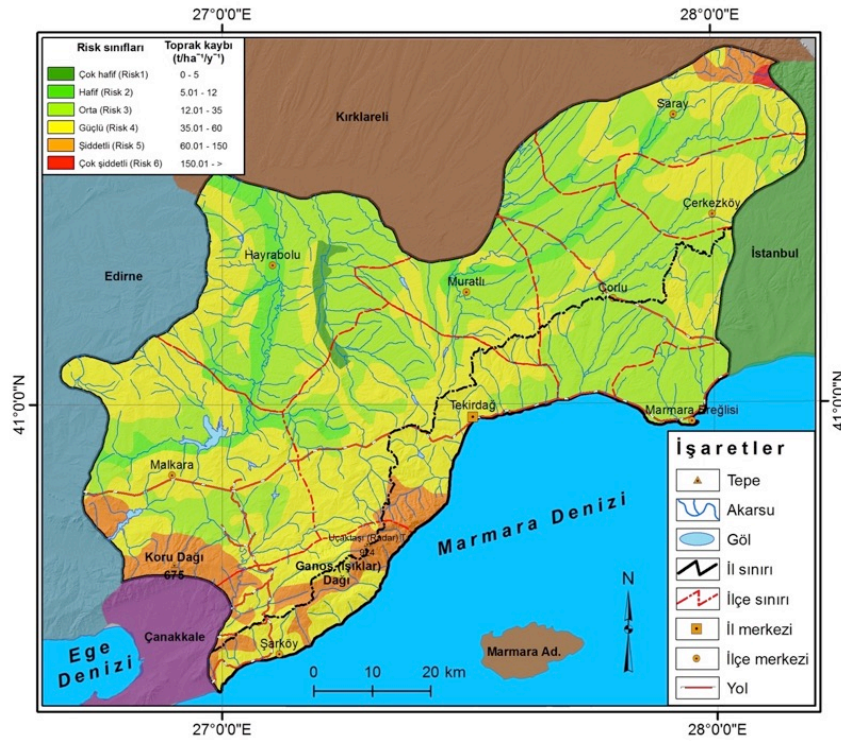 27°0'0"E
28°0'0"E
Risk sınıfları
Toprak kaybı
(t/haˉ¹/yˉ¹)
Çok hafif (Risk1)
0 - 5
Hafif (Risk 2)
5.01 - 12
Orta (Risk 3)
12.01 - 35
Güçlü (Risk 4)
35.01 - 60
Şiddetli (Risk 5)
60.01 - 150
Çok şiddetli (Risk 6)
150.01 - >
Kırklareli
Saray
Çerkezköy
İstanbul
Edirne
Hayrabolu
Muratlı
Çorlu
41°0'0"N
41°0'0"N
Tekirdağ
Marmara Ereğlisi
Malkara
Marmara Denizi
Uçaktaşı (Radar) T.
924
Koru Dağı
675
Ganos (Işıklar)
Dağı
Çanakkale
Ege
Denizi
Şarköy
Marmara Ad.
N
0
10
20 km
İşaretler
Tepe
Akarsu
Göl
İl sınırı
İlçe sınırı
İl merkezi
İlçe merkezi
Yol
27°0'0"E
28°0'0"E